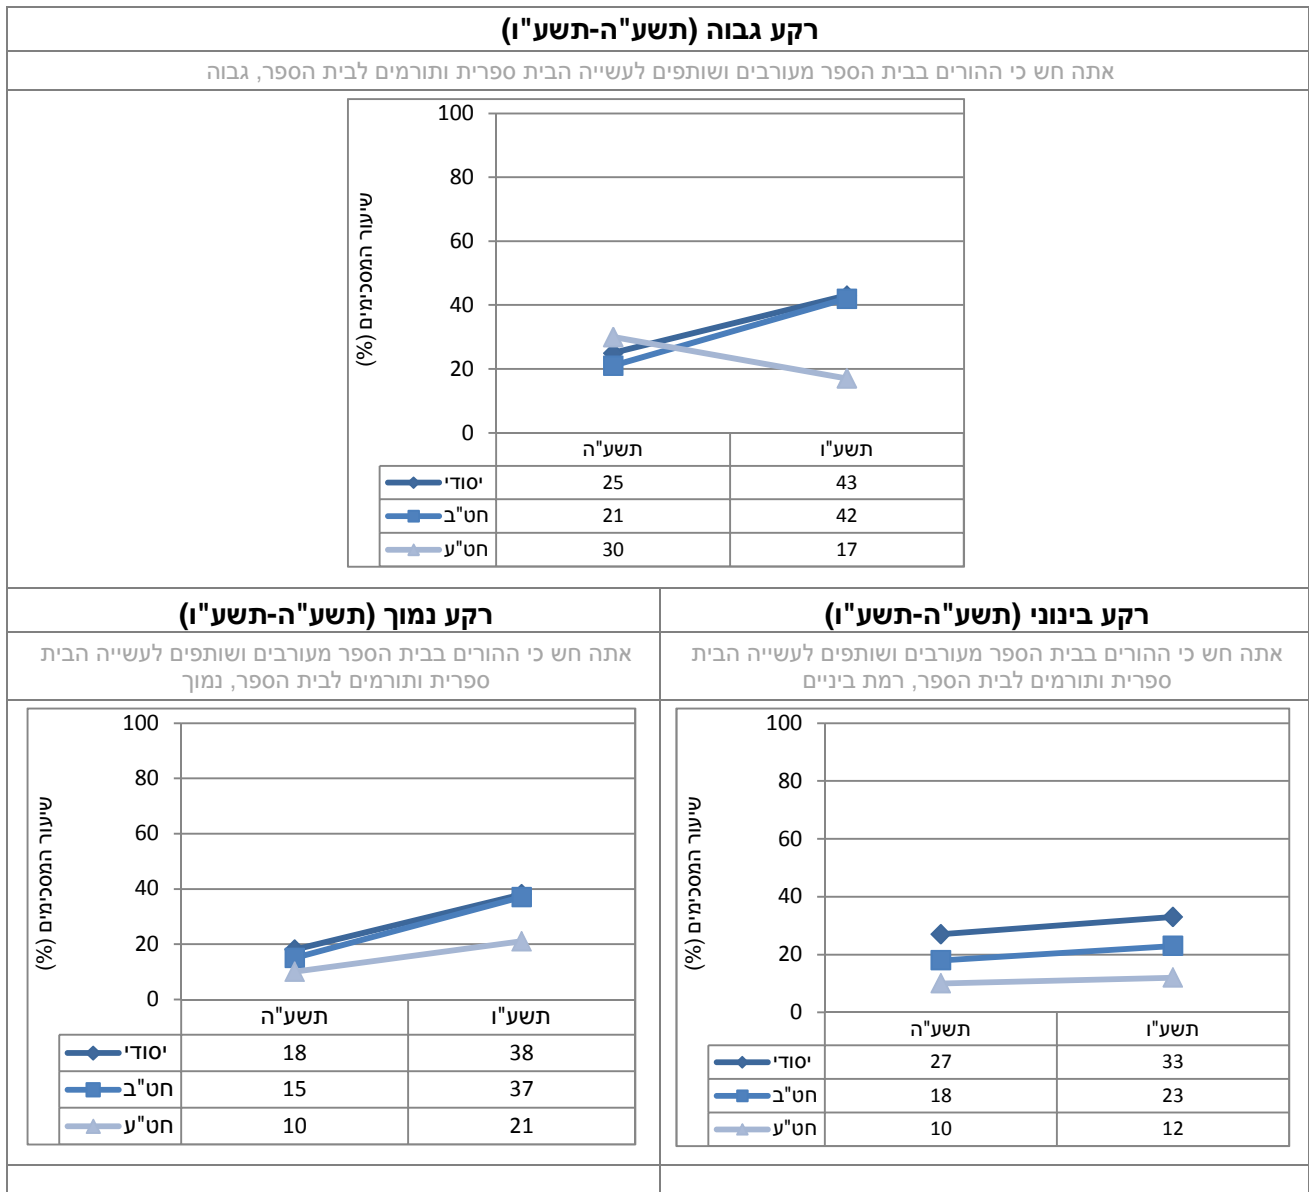 רקע גבוה (תשע"ה-תשע"ו)
אתה חש כי ההורים בבית הספר מעורבים ושותפים לעשייה הבית ספרית ותורמים לבית הספר, גבוה
שיעור המסכימים (%)
100
80
60
40
20
0
תשע"ה תשע"ו
יסודי 25 43
חט"ב 21 42
חט"ע 30 17
רקע בינוני (תשע"ה-תשע"ו)
אתה חש כי ההורים בבית הספר מעורבים ושותפים לעשייה הבית
ספרית ותורמים לבית הספר, רמת ביניים
שיעור המסכימים (%)
100
80
60
40
20
0
תשע"ה תשע"ו
יסודי 27 33
חט"ב 18 23
חט"ע 10 12
רקע נמוך (תשע"ה-תשע"ו)
אתה חש כי ההורים בבית הספר מעורבים ושותפים לעשייה הבית
ספרית ותורמים לבית הספר, נמוך
שיעור המסכימים (%)
100
80
60
40
20
0
תשע"ה תשע"ו
יסודי 18 38
חט"ב 15 37
חט"ע 10 21